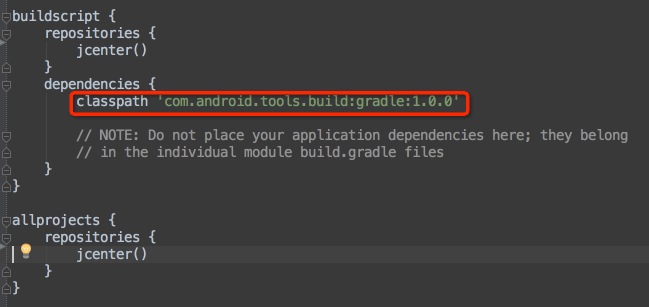 buildscript {
    repositories {
        jcenter()
    }
    dependencies {
        classpath 'com.android.tools.build:gradle:1.0.0'
        // NOTE: Do not place your application dependencies here; they belong
        // in the individual module build.gradle files
    }
}
allprojects {
    repositories {
        jcenter()
    }
}